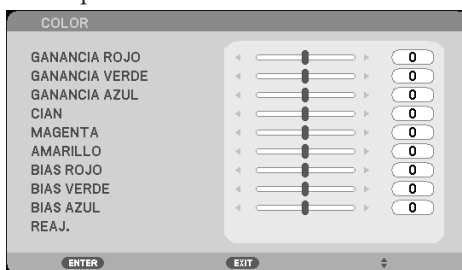 COLOR
GANANCIA ROJO 0
GANANCIA VERDE 0
GANANCIA AZUL 0
CIAN 0
MAGENTA 0
AMARILLO 0
BIAS ROJO 0
BIAS VERDE 0
BIAS AZUL 0
REAJ.
ENTER EXIT